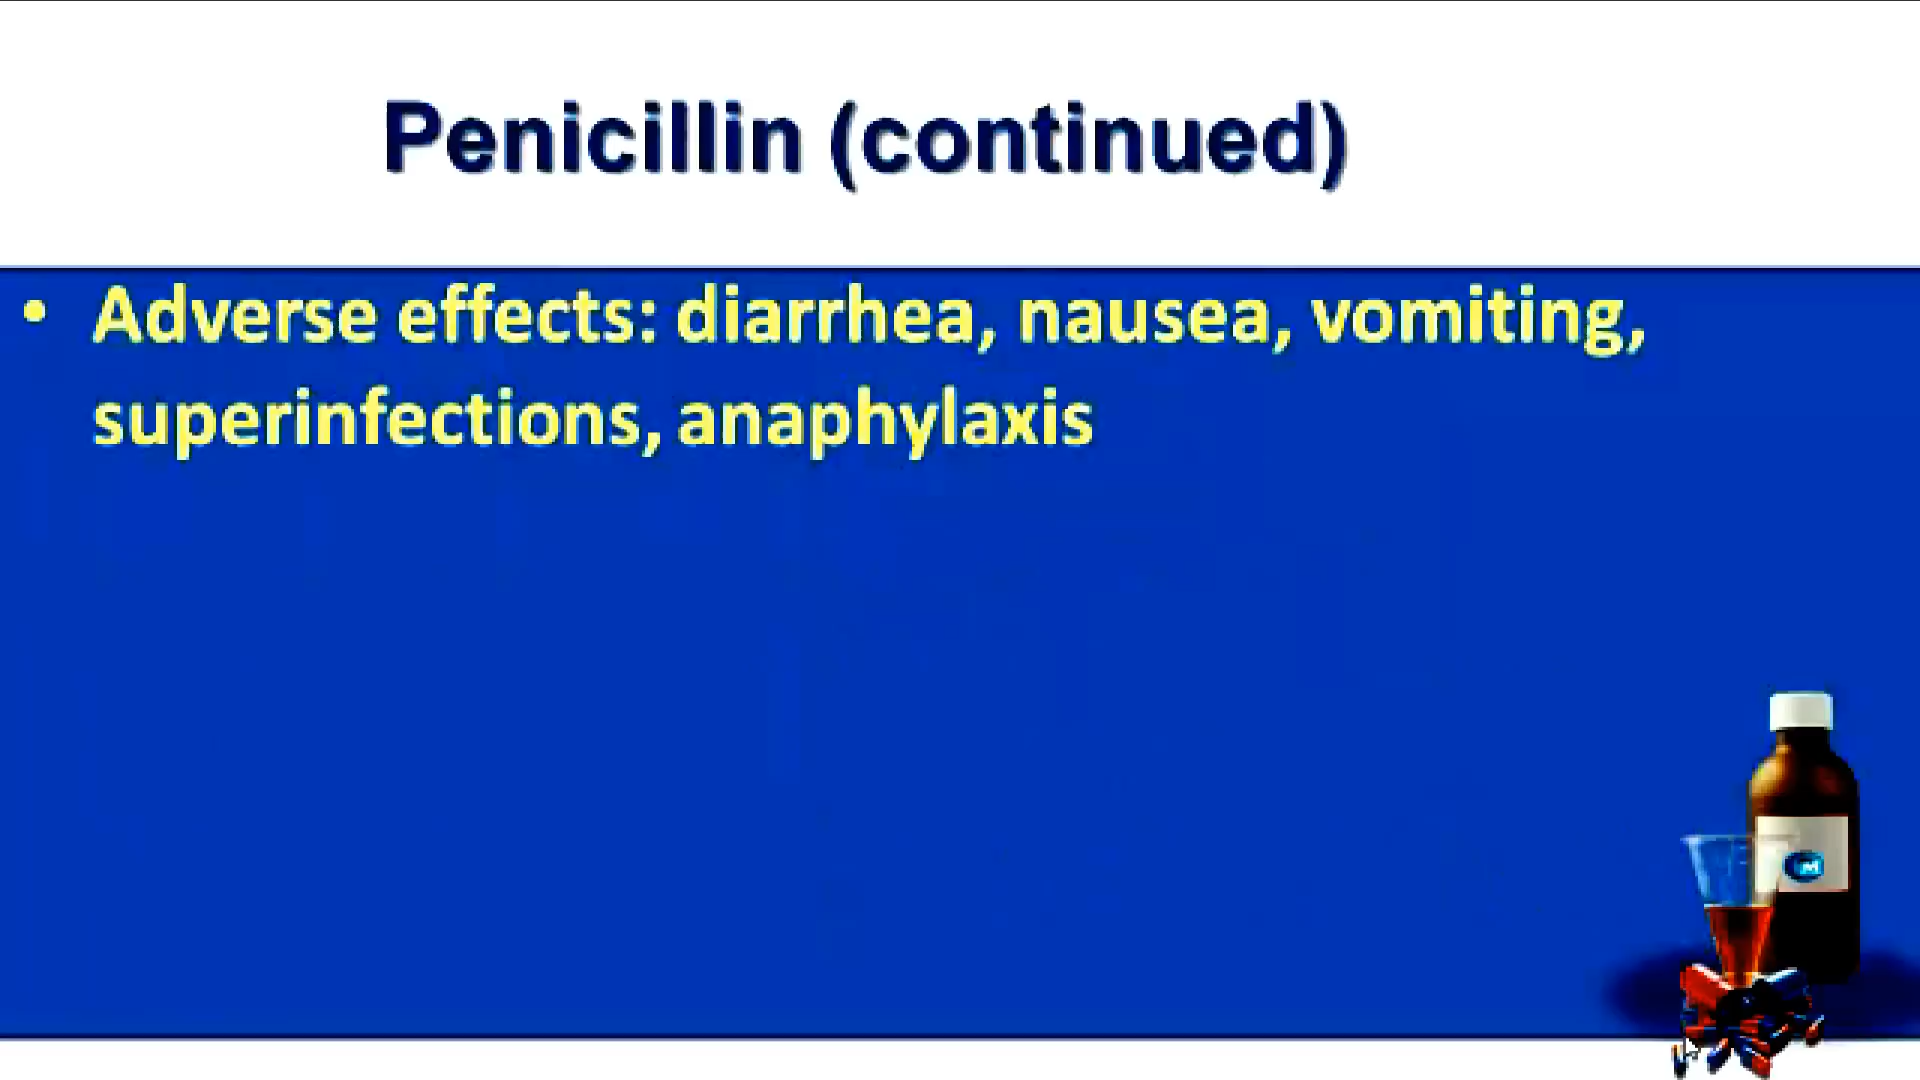 Penicillin (continued)
• Adverse effects: diarrhea, nausea, vomiting,
superinfections, anaphylaxis